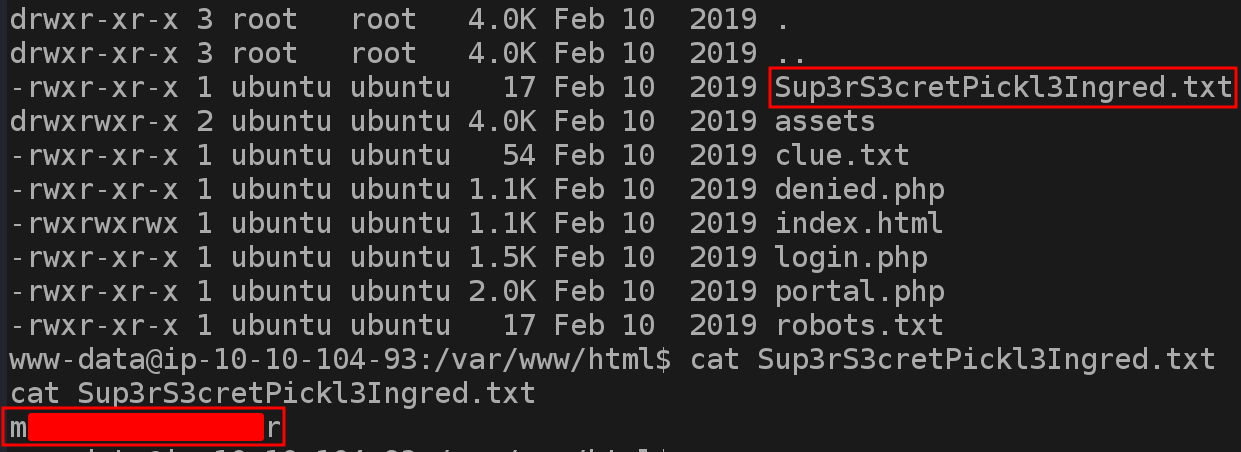 drwxr-xr-x 3 root   root   4.0K Feb 10  2019 .
drwxr-xr-x 3 root   root   4.0K Feb 10  2019 ..
-rwxr-xr-x 1 ubuntu ubuntu   17 Feb 10  2019 Sup3rS3cretPickl3Ingred.txt
drwxrwxr-x 2 ubuntu ubuntu 4.0K Feb 10  2019 assets
-rwxr-xr-x 1 ubuntu ubuntu   54 Feb 10  2019 clue.txt
-rwxr-xr-x 1 ubuntu ubuntu 1.1K Feb 10  2019 denied.php
-rwxrwxrwx 1 ubuntu ubuntu 1.1K Feb 10  2019 index.html
-rwxr-xr-x 1 ubuntu ubuntu 1.5K Feb 10  2019 login.php
-rwxr-xr-x 1 ubuntu ubuntu 2.0K Feb 10  2019 portal.php
-rwxr-xr-x 1 ubuntu ubuntu   17 Feb 10  2019 robots.txt
www-data@ip-10-10-104-93:/var/www/html$ cat Sup3rS3cretPickl3Ingred.txt
cat Sup3rS3cretPickl3Ingred.txt
m r